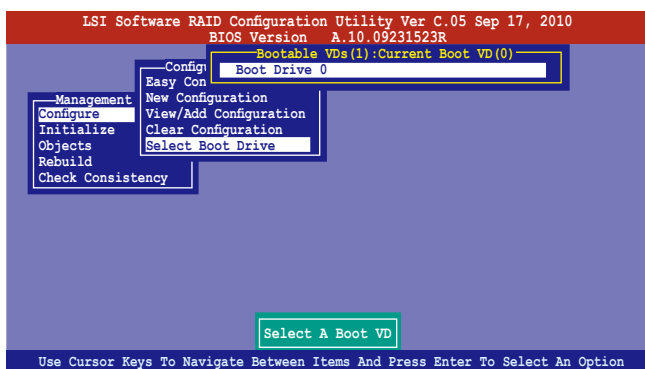 LSI Software RAID Configuration Utility Ver C.05 Sep 17, 2010
BIOS Version A.10.09231523R
Bootable VDs(1):Current Boot VD(0)
Boot Drive 0
Easy Con
New Configuration
View/Add Configuration
Clear Configuration
Select Boot Drive
Management
Configure
Initialize
Objects
Rebuild
Check Consistency
Select A Boot VD
Use Cursor Keys To Navigate Between Items And Press Enter To Select An Option